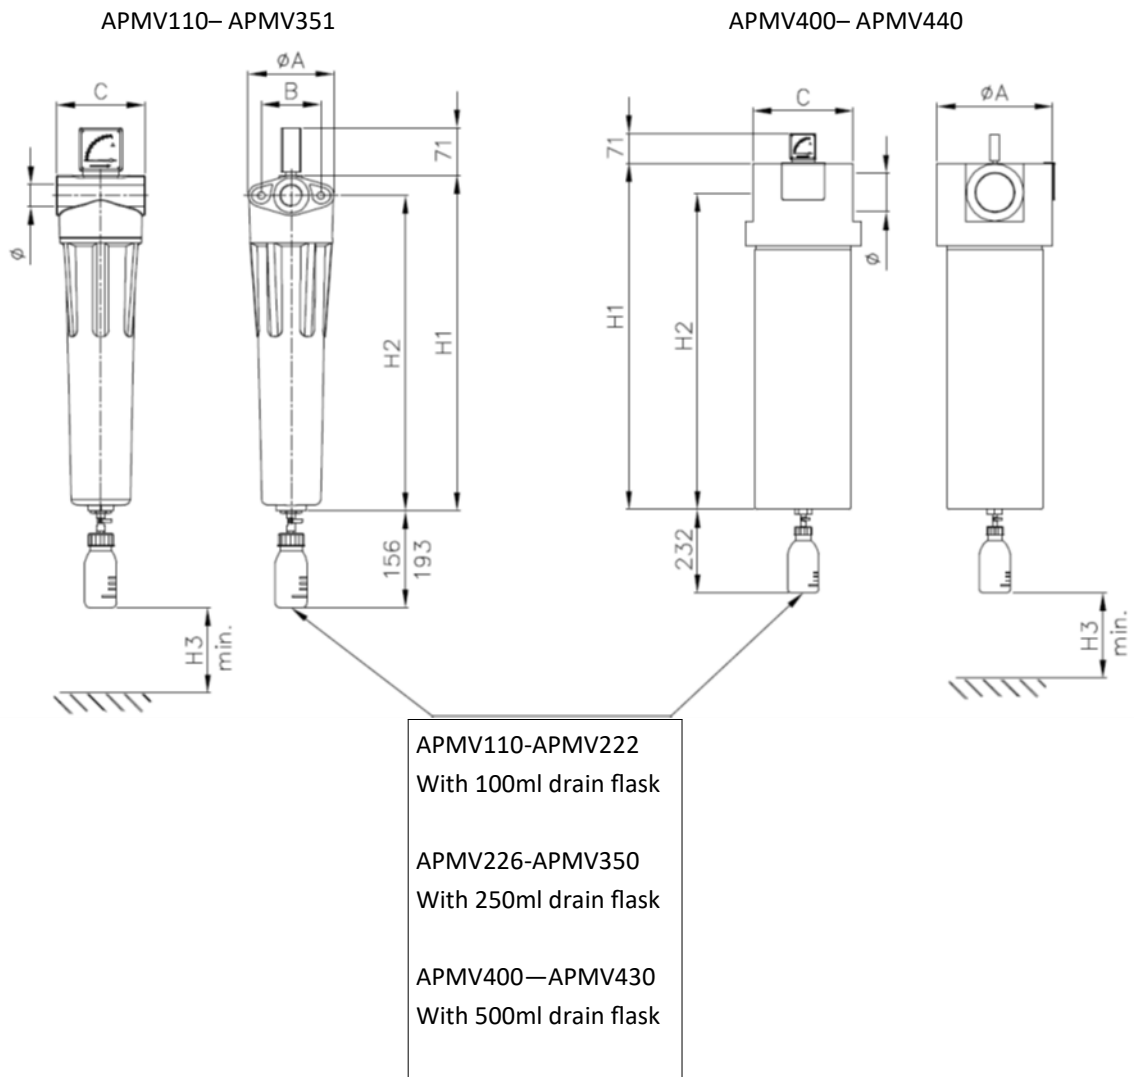 APMV110– APMV351
APMV400– APMV440
C
ØA
B
71
Ø
H2
H1
156
193
H3
min.
71
C
ØA
H1
H2
Ø
232
H3
min.
APMV110-APMV222
With 100ml drain flask
APMV226-APMV350
With 250ml drain flask
APMV400—APMV430
With 500ml drain flask